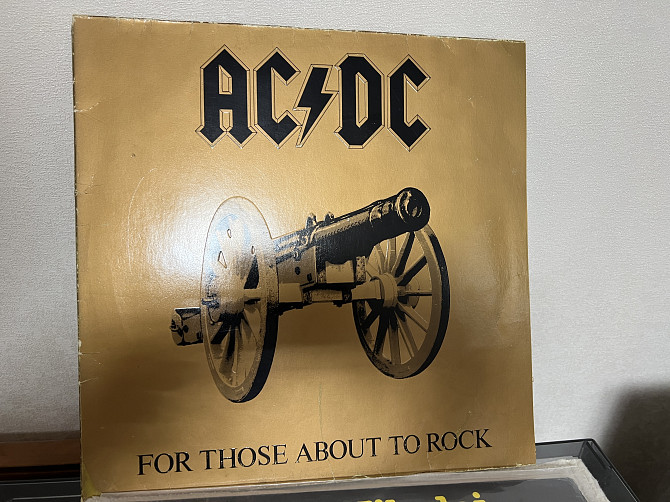 AC⚡DC
FOR THOSE ABOUT TO ROCK